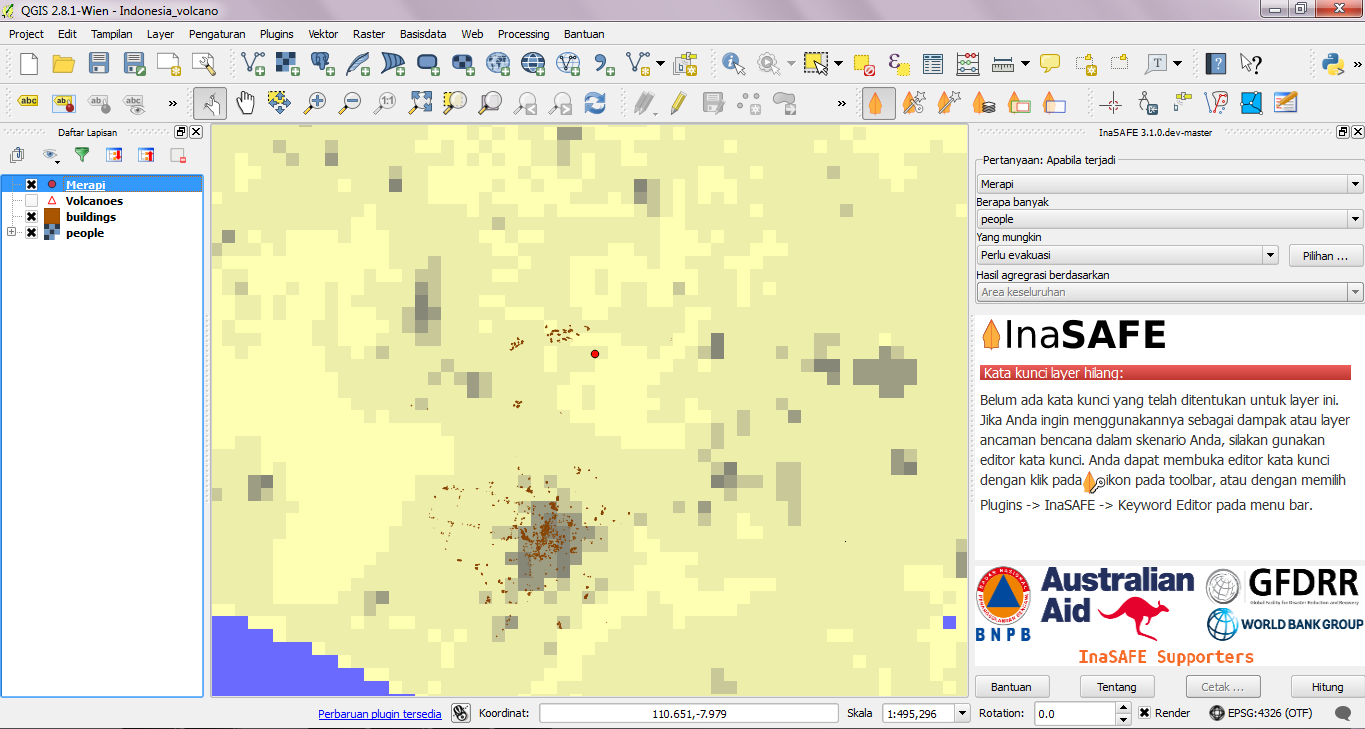 QGIS 2.8.1-Wien - Indonesia_volcano
Project Edit Tampilan Layer Pengaturan Plugins Vektor Raster Basisdata Web Processing Bantuan
abc ab abc abc
Daftar Lapisan
Merapi
Volcanoes
buildings
people
InaSAFE 3.1.0.dev-master
Pertanyaan: Apabila terjadi
Merapi
Berapa banyak
people
Yang mungkin
Perlu evakuasi
Pilihan ...
Hasil agregrasi berdasarkan
Area keseluruhan
InaSAFE
Kata kunci layer hilang:
Belum ada kata kunci yang telah ditentukan untuk layer ini.
Jika Anda ingin menggunakannya sebagai dampak atau layer
ancaman bencana dalam skenario Anda, silakan gunakan
editor kata kunci. Anda dapat membuka editor kata kunci
dengan klik pada ikon pada toolbar, atau dengan memilih
Plugins -> InaSAFE -> Keyword Editor pada menu bar.
BNPB
Australian
Aid
GFDRR
Global Facility for Disaster Reduction and Recovery
WORLD BANK GROUP
InaSAFE Supporters
Bantuan Tentang Cetak ... Hitung
Perbaruan plugin tersedia Koordinat: 110.651,-7.979 Skala 1:495,296 Rotation: 0.0 Render EPSG:4326 (OTF)